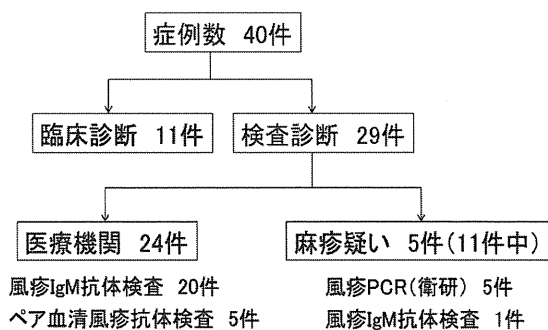 症例数 40件
臨床診断 11件
検査診断 29件
医療機関 24件
麻疹疑い 5件(11件中)
風疹IgM抗体検査 20件
ペア血清風疹抗体検査 5件
風疹PCR(衛研) 5件
風疹IgM抗体検査 1件